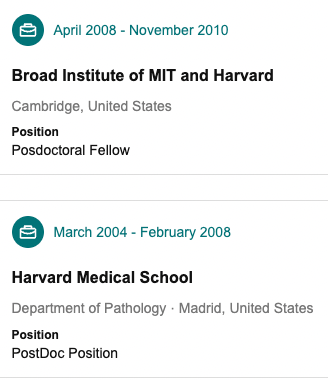 April 2008 - November 2010
Broad Institute of MIT and Harvard
Cambridge, United States
Position
Posdoctoral Fellow
March 2004 - February 2008
Harvard Medical School
Department of Pathology · Madrid, United States
Position
PostDoc Position